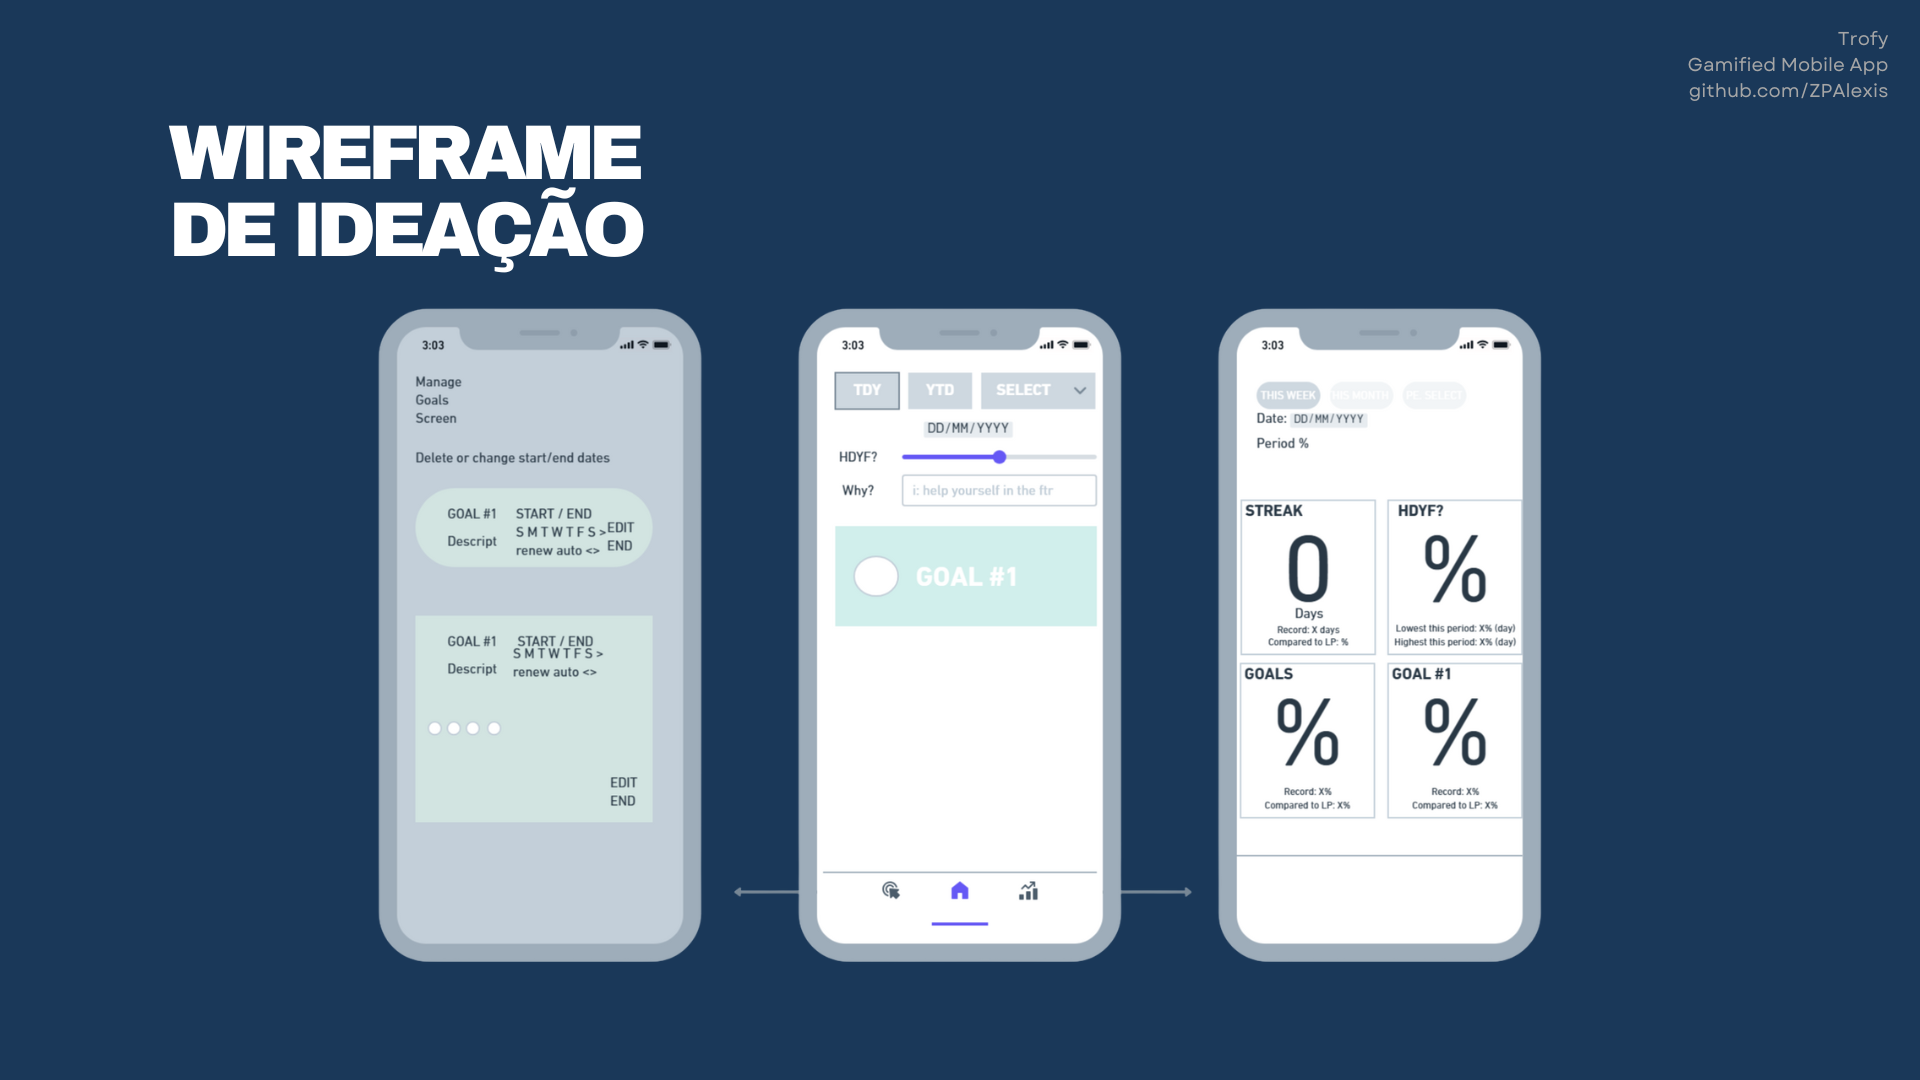 Trofy
Gamified Mobile App
github.com/ZPAlexis
WIREFRAME
DE IDEAÇÃO
3:03
Manage
Goals
Screen
Delete or change start/end dates
GOAL #1 START / END
S M T W T F S > EDIT
Descript renew auto <> END
GOAL #1 START / END
S M T W T F S >
Descript renew auto <>
EDIT
END
3:03
TDY YTD SELECT
DD/MM/YYYY
HDYF?
Why? i: help yourself in the ftr
GOAL #1
3:03
THIS WEEK HIS MONTH PE. SELECT
Date: DD/MM/YYYY
Period %
STREAK
0
Days
Record: X days
Compared to LP: %
HDYF?
%
Lowest this period: X% (day)
Highest this period: X% (day)
GOALS
%
Record: X%
Compared to LP: X%
GOAL #1
%
Record: X%
Compared to LP: X%